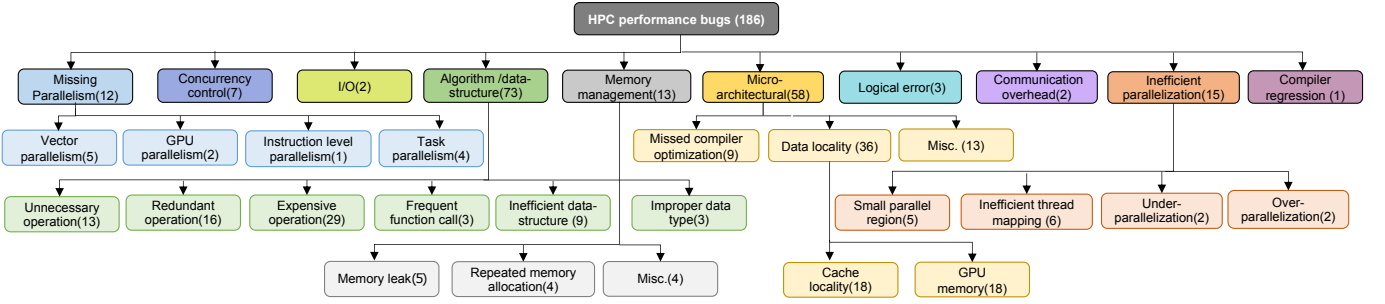 HPC performance bugs (186)
Missing
Parallelism(12)
Concurrency
control(7)
I/O(2)
Algorithm /data-
structure(73)
Memory
management(13)
Micro-
architectural(58)
Logical error(3)
Communication
overhead(2)
Inefficient
parallelization(15)
Compiler
regression (1)
Vector
parallelism(5)
GPU
parallelism(2)
Instruction level
parallelism(1)
Task
parallelism(4)
Missed compiler
optimization(9)
Data locality (36)
Misc. (13)
Unnecessary
operation(13)
Redundant
operation(16)
Expensive
operation(29)
Frequent
function call(3)
Inefficient data-
structure (9)
Improper data
type(3)
Small parallel
region(5)
Inefficient thread
mapping (6)
Under-
parallelization(2)
Over-
parallelization(2)
Memory leak(5)
Repeated memory
allocation(4)
Misc.(4)
Cache
locality(18)
GPU
memory(18)